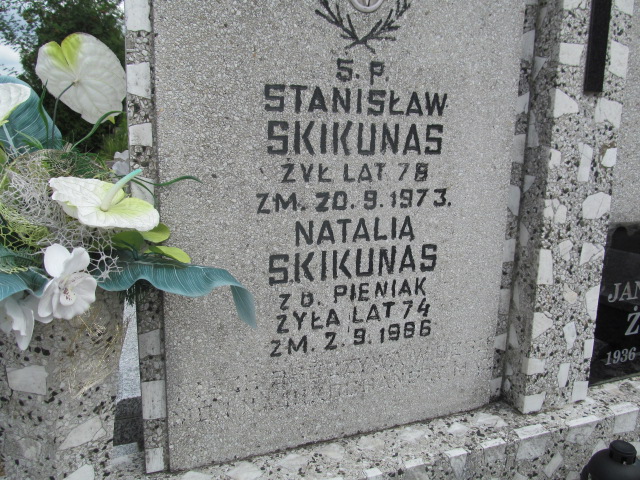 Ś. P.
STANISŁAW
SKIKUNAS
ŻYŁ LAT 78
ZM. 20.9.1973.
NATALIA
SKIKUNAS
Z D. PIENIAK
ŻYŁA LAT 74
ZM. 2.9.1986
JAN
1936